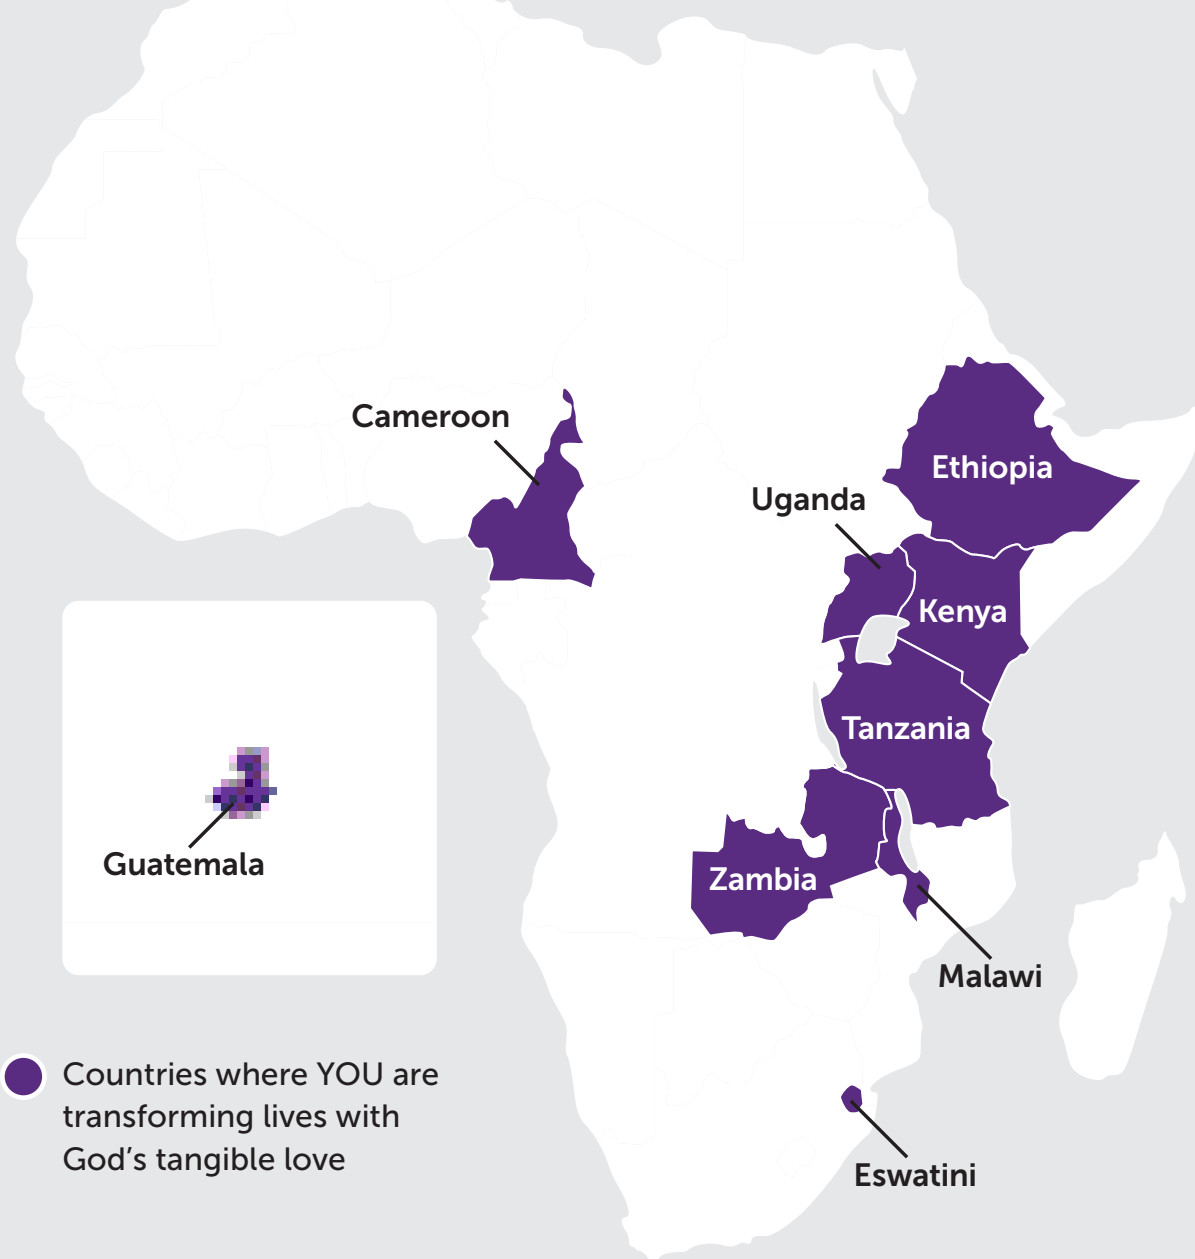 Cameroon
Ethiopia
Uganda
Kenya
Tanzania
Guatemala
Zambia
Malawi
Countries where YOU are
transforming lives with
God’s tangible love
Eswatini